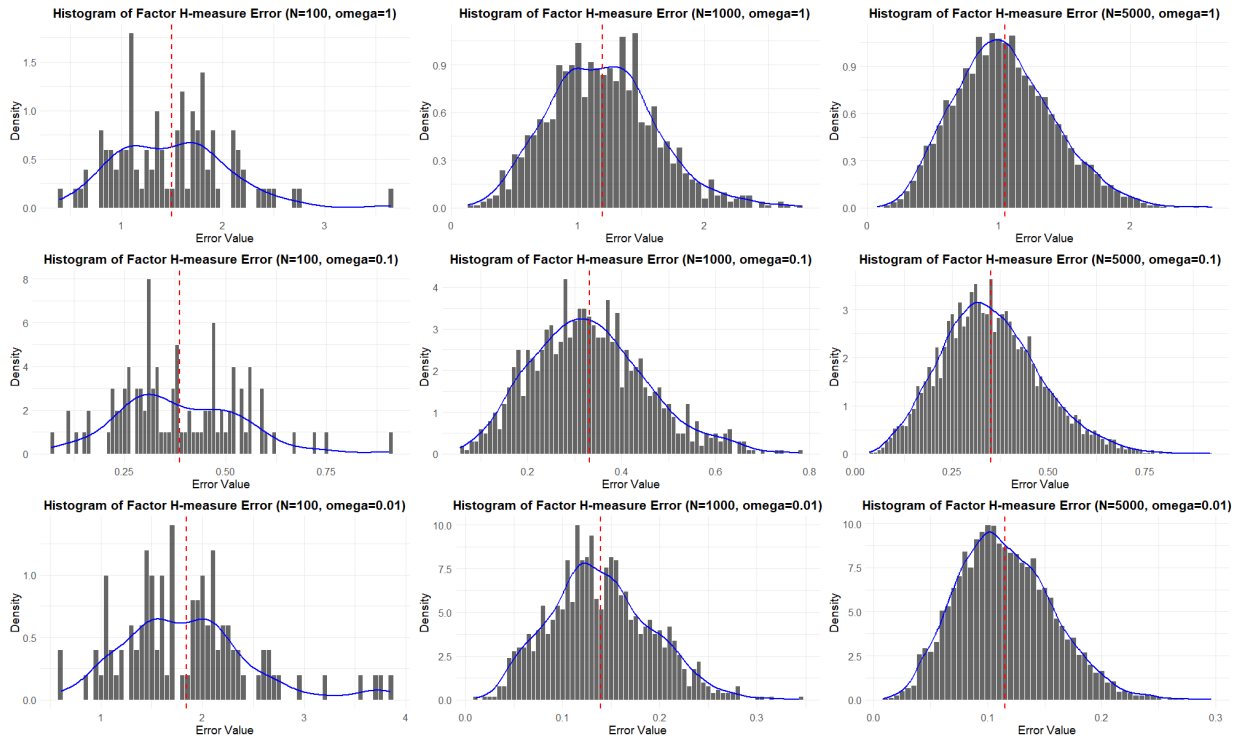 Histogram of Factor H-measure Error (N=100, omega=1)
Density
1.5
1.0
0.5
0.0
1 2 3
Error Value
Histogram of Factor H-measure Error (N=1000, omega=1)
Density
0.9
0.6
0.3
0.0
0 1 2
Error Value
Histogram of Factor H-measure Error (N=5000, omega=1)
Density
0.9
0.6
0.3
0.0
0 1 2
Error Value
Histogram of Factor H-measure Error (N=100, omega=0.1)
Density
8
6
4
2
0
0.25 0.50 0.75
Error Value
Histogram of Factor H-measure Error (N=1000, omega=0.1)
Density
4
3
2
1
0
0.2 0.4 0.6 0.8
Error Value
Histogram of Factor H-measure Error (N=5000, omega=0.1)
Density
3
2
1
0
0.00 0.25 0.50 0.75
Error Value
Histogram of Factor H-measure Error (N=100, omega=0.01)
Density
1.0
0.5
0.0
1 2 3 4
Error Value
Histogram of Factor H-measure Error (N=1000, omega=0.01)
Density
10.0
7.5
5.0
2.5
0.0
0.0 0.1 0.2 0.3
Error Value
Histogram of Factor H-measure Error (N=5000, omega=0.01)
Density
10.0
7.5
5.0
2.5
0.0
0.0 0.1 0.2 0.3
Error Value